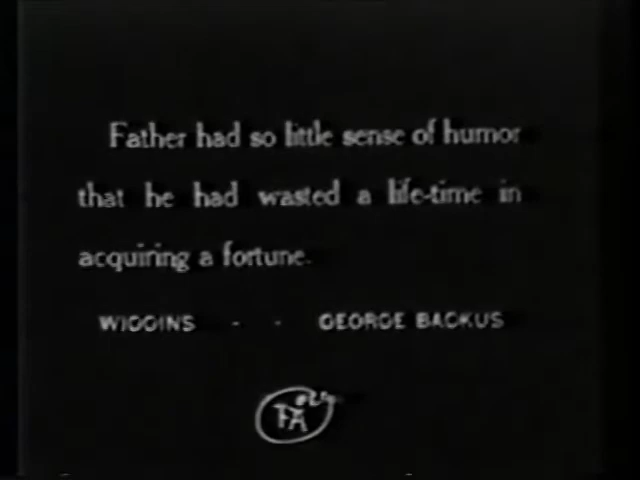 Father had so little sense of humor
that he had wasted a life-time in
acquiring a fortune.
WIGGINS - - GEORGE BACKUS
FA